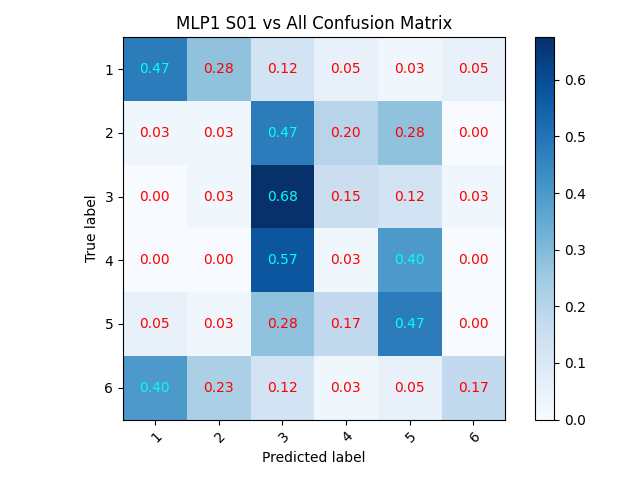 MLP1 S01 vs All Confusion Matrix
True label
1 0.47 0.28 0.12 0.05 0.03 0.05
2 0.03 0.03 0.47 0.20 0.28 0.00
3 0.00 0.03 0.68 0.15 0.12 0.03
4 0.00 0.00 0.57 0.03 0.40 0.00
5 0.05 0.03 0.28 0.17 0.47 0.00
6 0.40 0.23 0.12 0.03 0.05 0.17
1 2 3 4 5 6
Predicted label
0.6
0.5
0.4
0.3
0.2
0.1
0.0